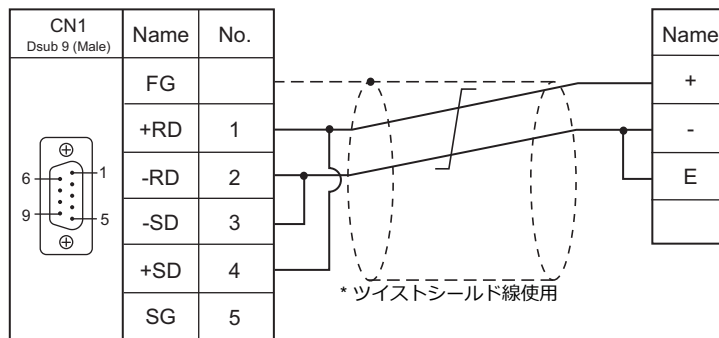 CN1
Dsub 9 (Male)
Name No.
FG
+RD 1
-RD 2
-SD 3
+SD 4
SG 5
6
1
9
5
* ツイストシールド線使用
Name
+
-
E